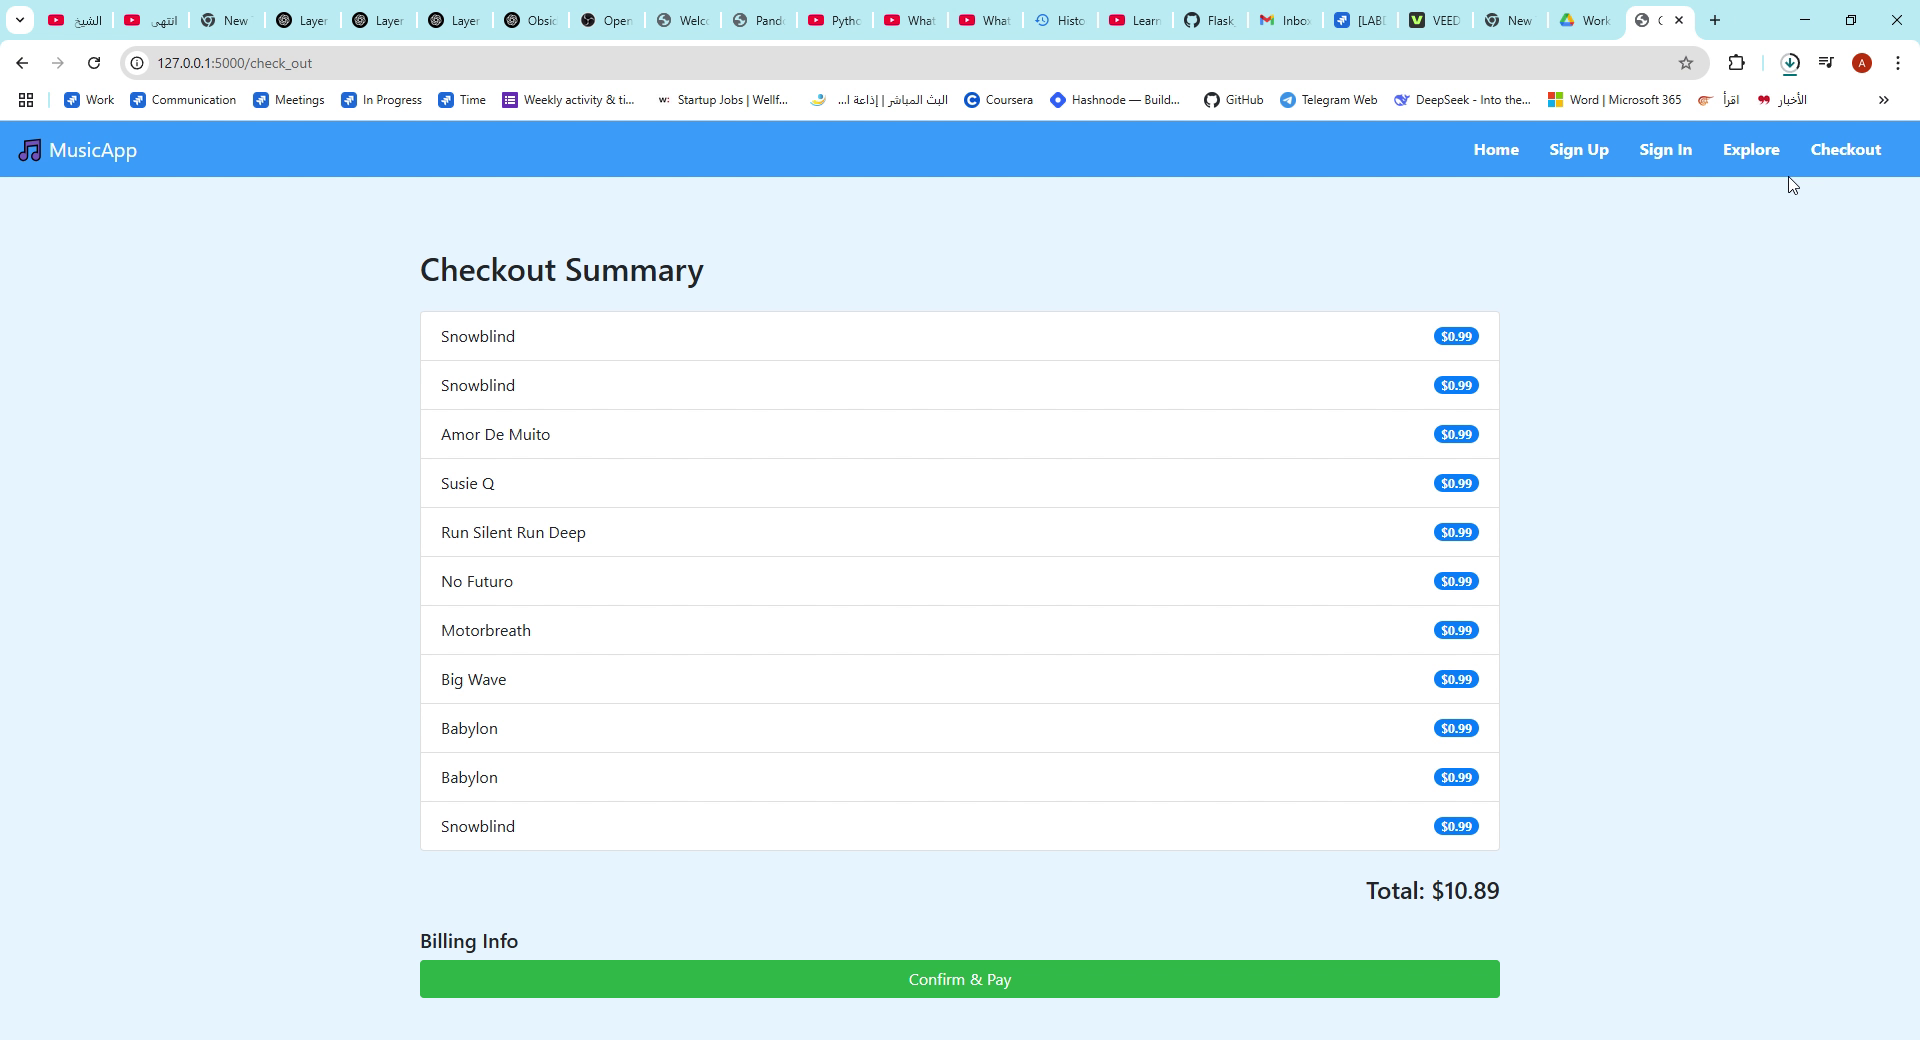 الشيخ
انتهى
New
Layer
Layer
Layer
Obsic
Open
Welc
Pand
Pytho
What
What
Histo
Learn
Flask
Inbox
[LAB
VEED
New
Work
127.0.0.1:5000/check_out
A
Work
Communication
Meetings
In Progress
Time
Weekly activity & ti...
Startup Jobs | Wellf...
البث المباشر | إذاعة ا...
Coursera
Hashnode — Build...
GitHub
Telegram Web
DeepSeek - Into the...
Word | Microsoft 365
اقرأ
الأخبار
MusicApp
Home Sign Up Sign In Explore Checkout
Checkout Summary
Snowblind $0.99
Snowblind $0.99
Amor De Muito $0.99
Susie Q $0.99
Run Silent Run Deep $0.99
No Futuro $0.99
Motorbreath $0.99
Big Wave $0.99
Babylon $0.99
Babylon $0.99
Snowblind $0.99
Total: $10.89
Billing Info
Confirm & Pay